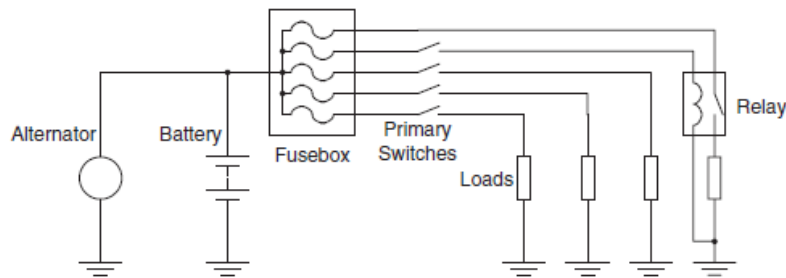 Alternator
Battery
Fusebox
Primary
Switches
Loads
Relay